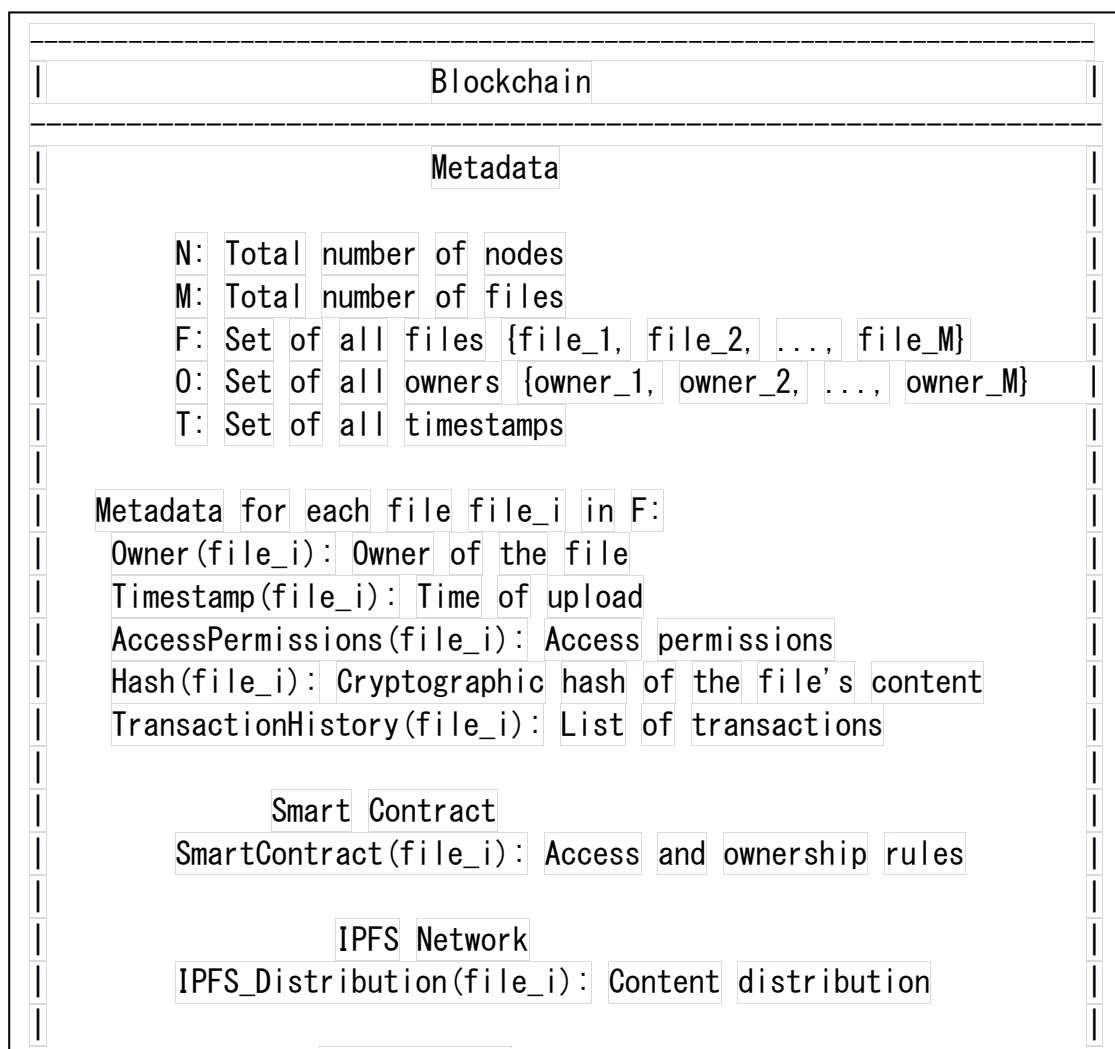 --------------------------------------------------------------------
| Blockchain |
--------------------------------------------------------------------
| Metadata |
| |
| N: Total number of nodes |
| M: Total number of files |
| F: Set of all files {file_1, file_2, ..., file_M} |
| O: Set of all owners {owner_1, owner_2, ..., owner_M} |
| T: Set of all timestamps |
| |
| Metadata for each file file_i in F: |
| Owner(file_i): Owner of the file |
| Timestamp(file_i): Time of upload |
| AccessPermissions(file_i): Access permissions |
| Hash(file_i): Cryptographic hash of the file's content |
| TransactionHistory(file_i): List of transactions |
| |
| Smart Contract |
| SmartContract(file_i): Access and ownership rules |
| |
| IPFS Network |
| IPFS_Distribution(file_i): Content distribution |
| |